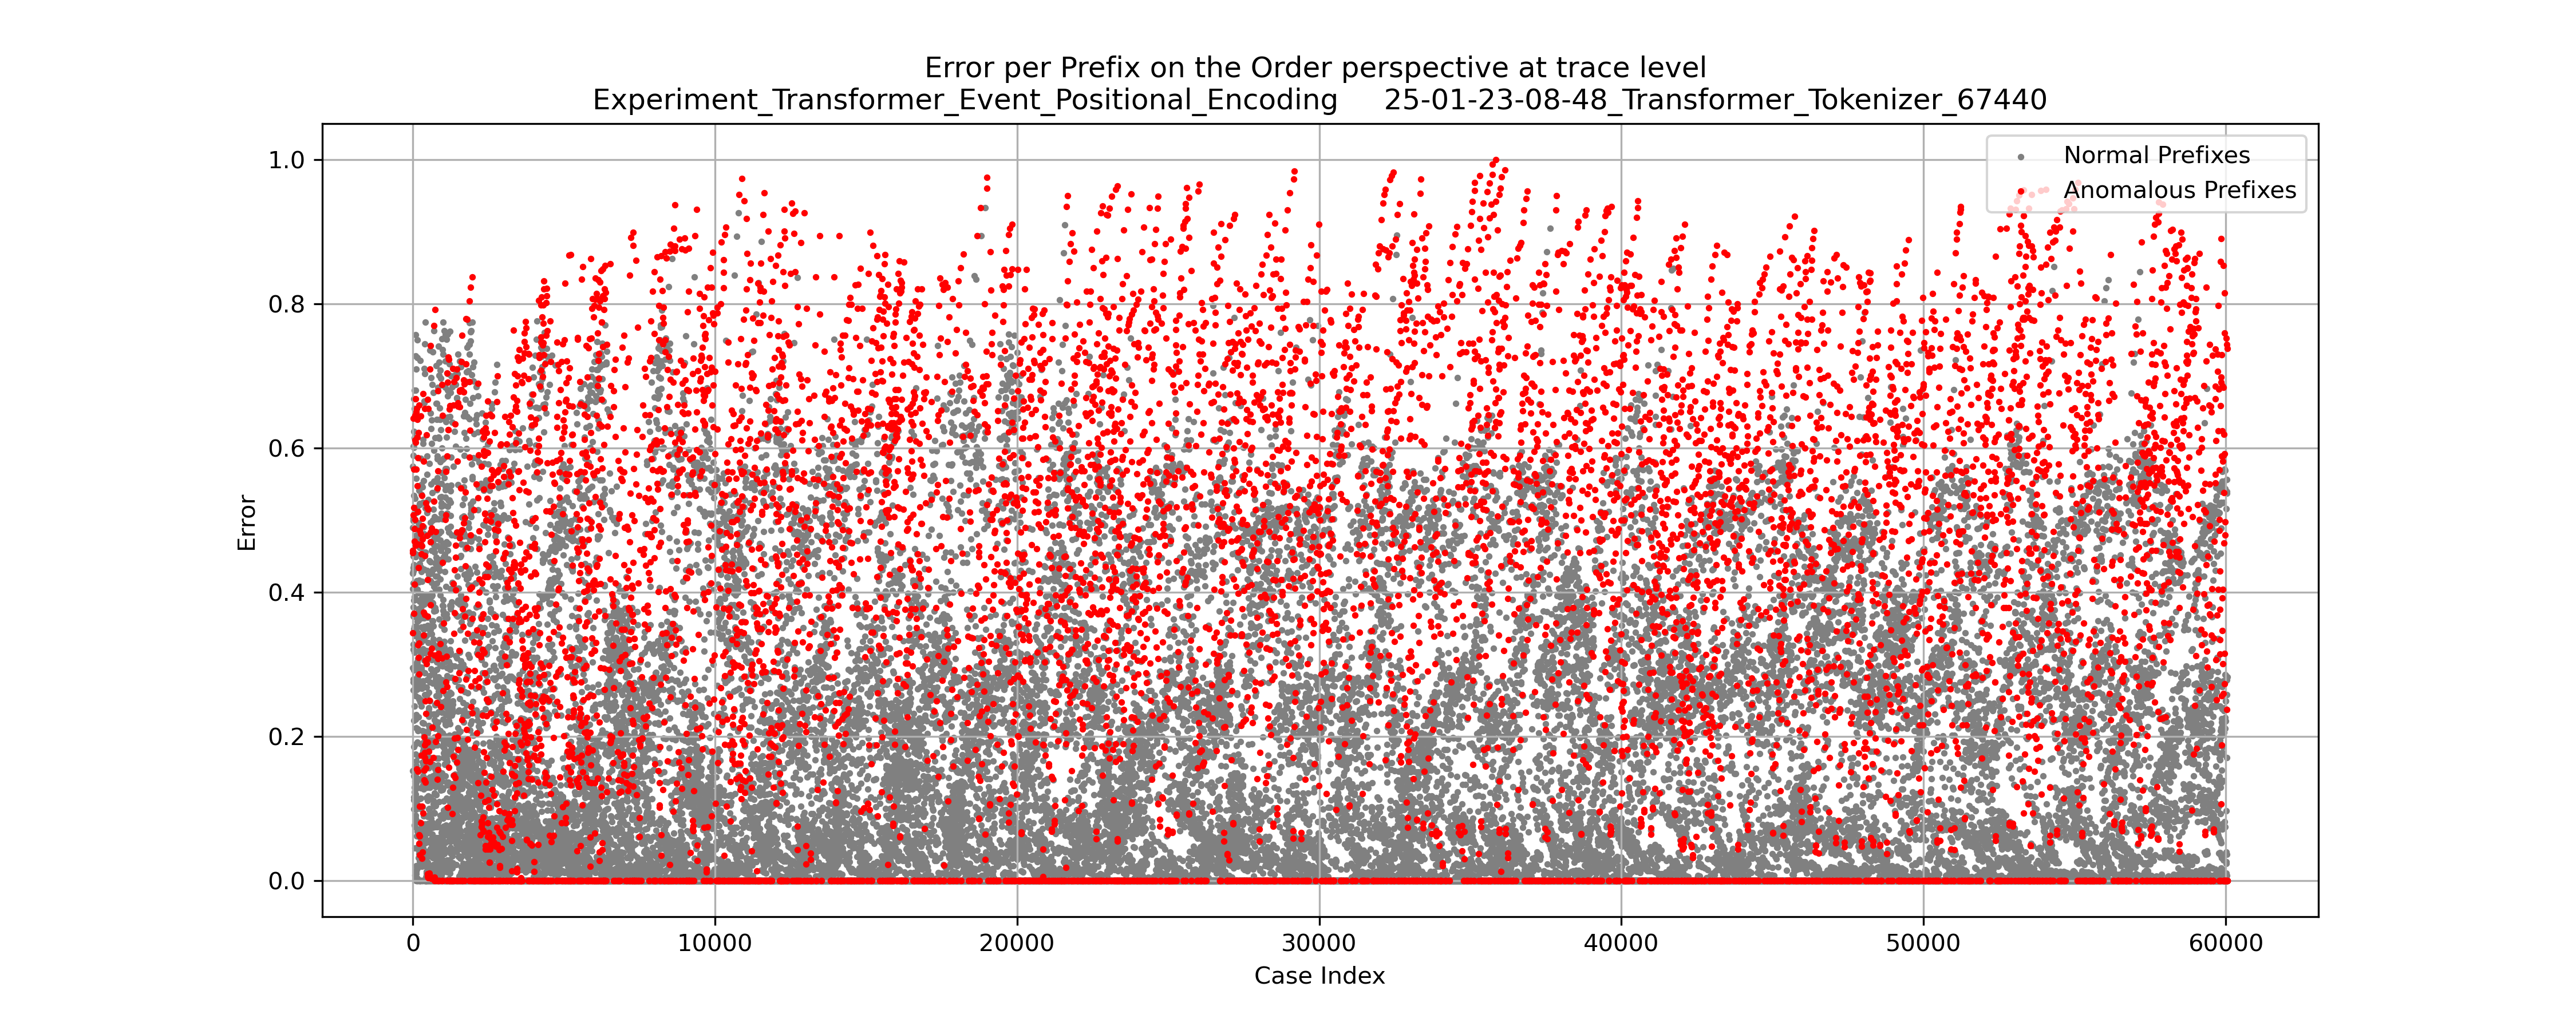 Error per Prefix on the Order perspective at trace level
Experiment_Transformer_Event_Positional_Encoding 25-01-23-08-48_Transformer_Tokenizer_67440
Normal Prefixes
Anomalous Prefixes
Error
1.0
0.8
0.6
0.4
0.2
0.0
0 10000 20000 30000 40000 50000 60000
Case Index